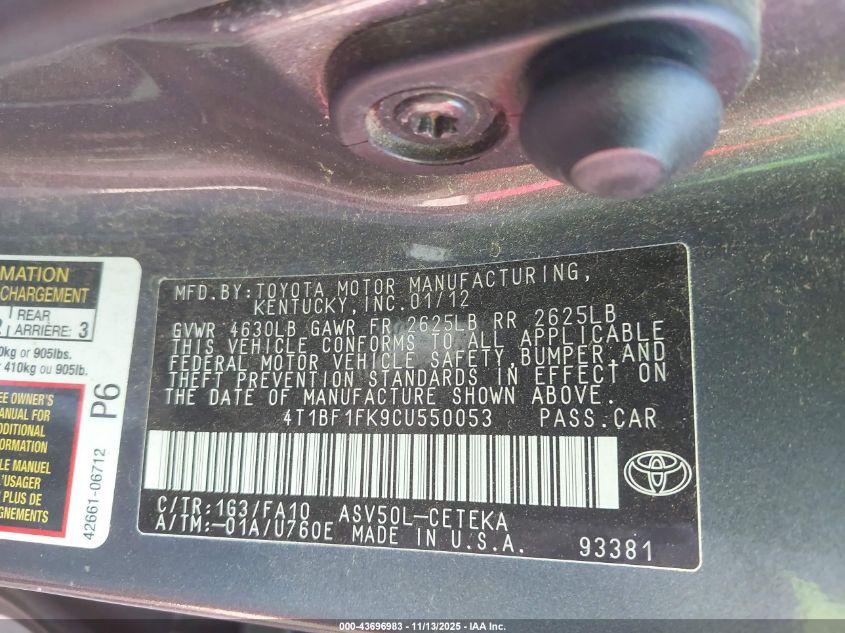 MATION
CHARGEMENT
REAR
ARRIÈRE: 3
0kg or 905lbs.
410kg ou 905lb.
P6
EE OWNER'S
MANUAL FOR
DDITIONAL
FORMATION
LE MANUEL
L'USAGER
PLUS DE
GNEMENTS
42661-06712
MFD.BY:TOYOTA MOTOR MANUFACTURING,
KENTUCKY,INC.01/12
GVWR 4630LB GAWR FR 2625LB RR 2625LB
THIS VEHICLE CONFORMS TO ALL APPLICABLE
FEDERAL MOTOR VEHICLE SAFETY,BUMPER,AND
THEFT PREVENTION STANDARDS IN EFFECT ON
THE DATE OF MANUFACTURE SHOWN ABOVE.
4T1BF1FK9CU550053 PASS.CAR
C/TR:1G3/FA10 ASV50L-CETEKA
A/TM:-01A/U760E MADE IN U.S.A.
93381
000-43696983 - 11/13/2025 - IAA Inc.